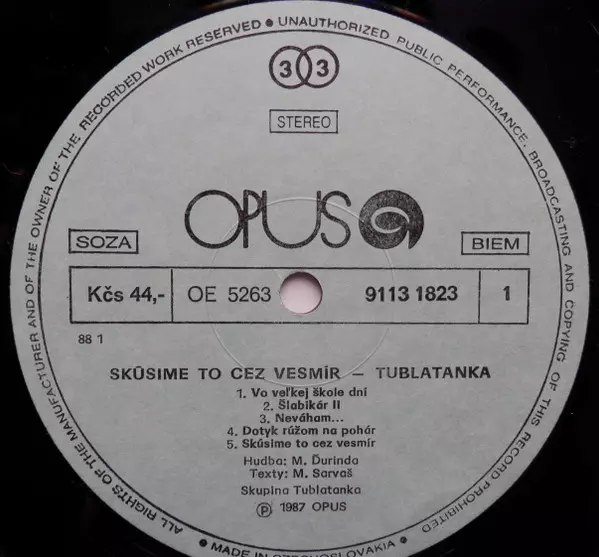 ALL RIGHTS OF THE MANUFACTURER AND OF THE OWNER OF THE RECORDED WORK RESERVED ● UNAUTHORIZED PUBLIC PERFORMANCE, BROADCASTING AND COPYING OF THIS RECORD PROHIBITED
33
STEREO
OPUS
SOZA
BIEM
Kčs 44,-
OE 5263
9113 1823
1
88 1
SKÚSIME TO CEZ VESMÍR – TUBLATANKA
1. Vo veľkej škole dní
2. Šlabikár II
3. Neváham...
4. Dotyk rúžom na pohár
5. Skúsime to cez vesmír
Hudba: M. Ďurinda
Texty: M. Sarvaš
Skupina Tublatanka
Ⓟ 1987 OPUS
● MADE IN CZECHOSLOVAKIA ●